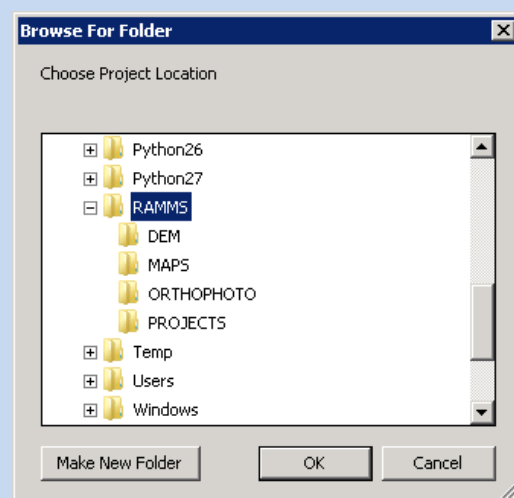 Browse For Folder
Choose Project Location
Python26
Python27
RAMMS
DEM
MAPS
ORTHOPHOTO
PROJECTS
Temp
Users
Windows
Make New Folder OK Cancel